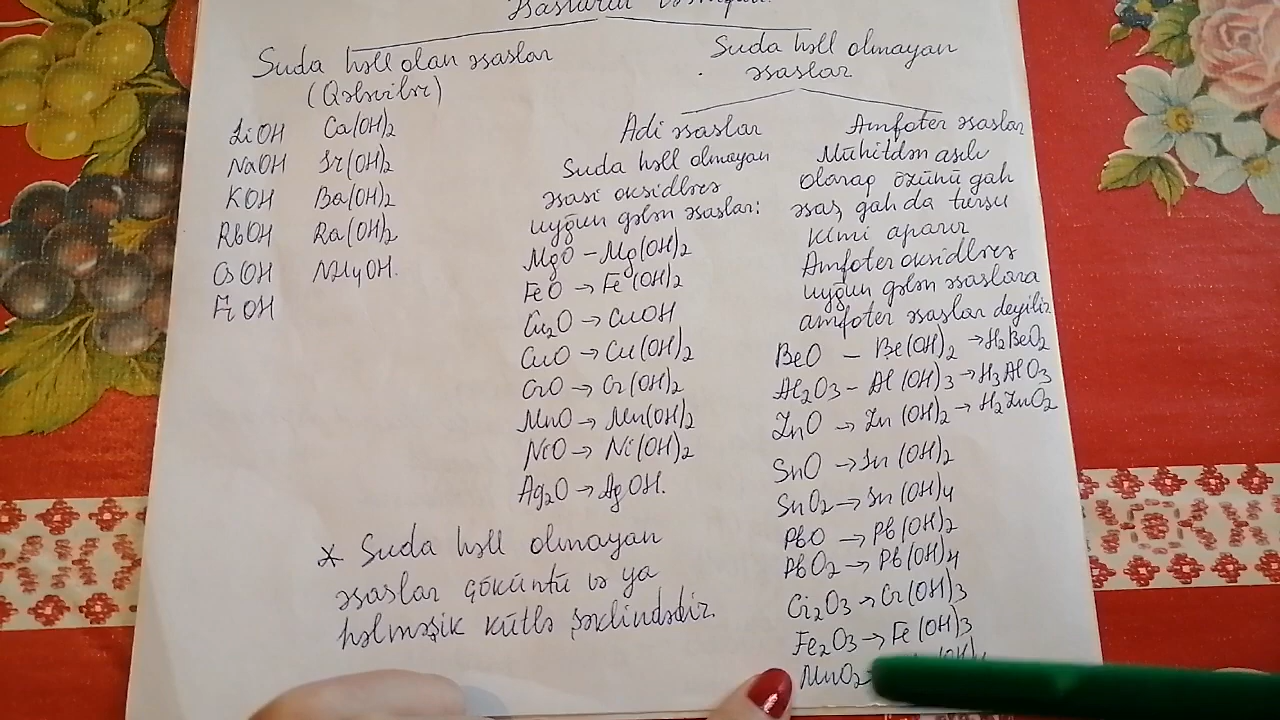 Əsasların təsnifatı.
Suda həll olan əsaslar
(Qələvilər)
LiOH Ca(OH)2
NaOH Sr(OH)2
KOH Ba(OH)2
RbOH Ra(OH)2
CsOH NH4OH.
FrOH
Suda həll olmayan
əsaslar
Adi əsaslar
Suda həll olmayan
əsasi oksidlərə
uyğun gələn əsaslar:
MgO – Mg(OH)2
FeO → Fe(OH)2
Cu2O → CuOH
CuO → Cu(OH)2
CrO → Cr(OH)2
MnO → Mn(OH)2
NiO → Ni(OH)2
Ag2O → AgOH.
Amfoter əsaslar
Mühitdən asılı
olaraq özünü gah
əsas, gah da turşu
kimi aparır
Amfoter oksidlərə
uyğun gələn əsaslara
amfoter əsaslar deyilir
BeO – Be(OH)2 → H2BeO2
Al2O3 – Al(OH)3 → H3AlO3
ZnO → Zn(OH)2 → H2ZnO2
SnO → Sn(OH)2
SnO2 → Sn(OH)4
PbO → Pb(OH)2
PbO2 → Pb(OH)4
Cr2O3 → Cr(OH)3
Fe2O3 → Fe(OH)3
MnO2 (OH)4
* Suda həll olmayan
əsaslar çöküntü və ya
həlməşik kütlə şəklindədir.